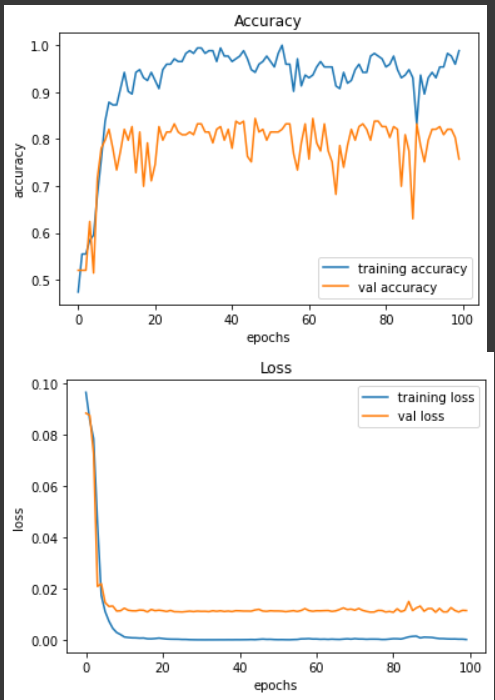 Accuracy
1.0
0.9
0.8
0.7
0.6
0.5
accuracy
training accuracy
val accuracy
0 20 40 60 80 100
epochs
Loss
0.10
0.08
0.06
0.04
0.02
0.00
loss
training loss
val loss
0 20 40 60 80 100
epochs